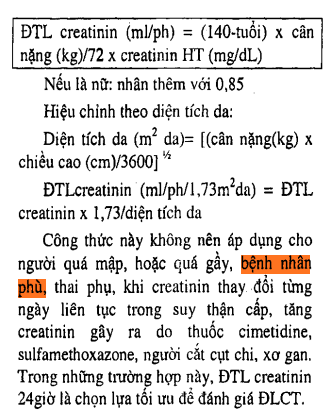 ĐTL creatinin (ml/ph) = (140-tuổi) x cân
nặng (kg)/72 x creatinin HT (mg/dL)
Nếu là nữ: nhân thêm với 0,85
Hiệu chỉnh theo diện tích da:
Diện tích da (m² da)= [(cân nặng(kg) x
chiều cao (cm)/3600] ½
ĐTLcreatinin (ml/ph/1,73m²da) = ĐTL
creatinin x 1,73/diện tích da
Công thức này không nên áp dụng cho
người quá mập, hoặc quá gầy, bệnh nhân
phù, thai phụ, khi creatinin thay đổi từng
ngày liên tục trong suy thận cấp, tăng
creatinin gây ra do thuốc cimetidine,
sulfamethoxazone, người cắt cụt chi, xơ gan.
Trong những trường hợp này, ĐTL creatinin
24giờ là chọn lựa tối ưu để đánh giá ĐLCT.